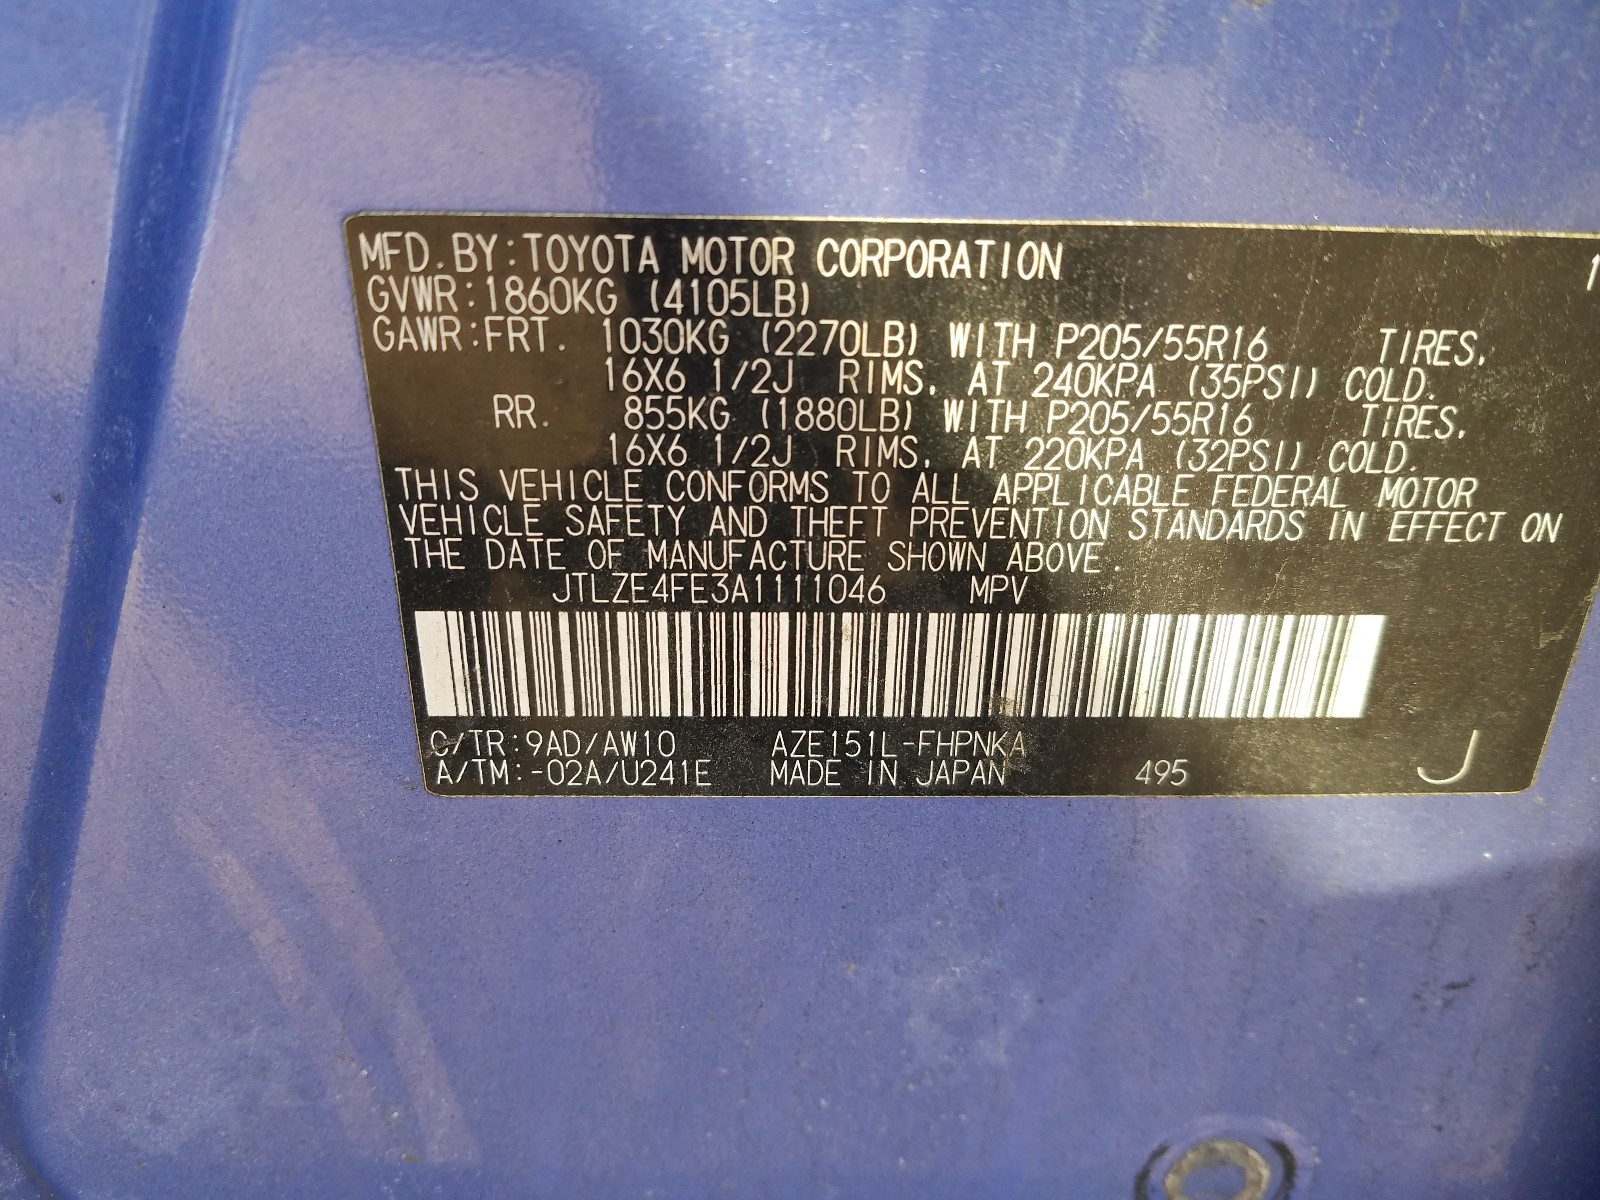 MFD. BY: TOYOTA MOTOR CORPORATION 1
GVWR: 1860KG (4105LB)
GAWR: FRT. 1030KG (2270LB) WITH P205/55R16 TIRES,
16X6 1/2J RIMS, AT 240KPA (35PSI) COLD.
RR. 855KG (1880LB) WITH P205/55R16 TIRES,
16X6 1/2J RIMS, AT 220KPA (32PSI) COLD.
THIS VEHICLE CONFORMS TO ALL APPLICABLE FEDERAL MOTOR
VEHICLE SAFETY AND THEFT PREVENTION STANDARDS IN EFFECT ON
THE DATE OF MANUFACTURE SHOWN ABOVE.
JTLZE4FE3A1111046 MPV
C/TR: 9AD/AW10 AZE151L-FHPNKA
A/TM: -02A/U241E MADE IN JAPAN 495 J